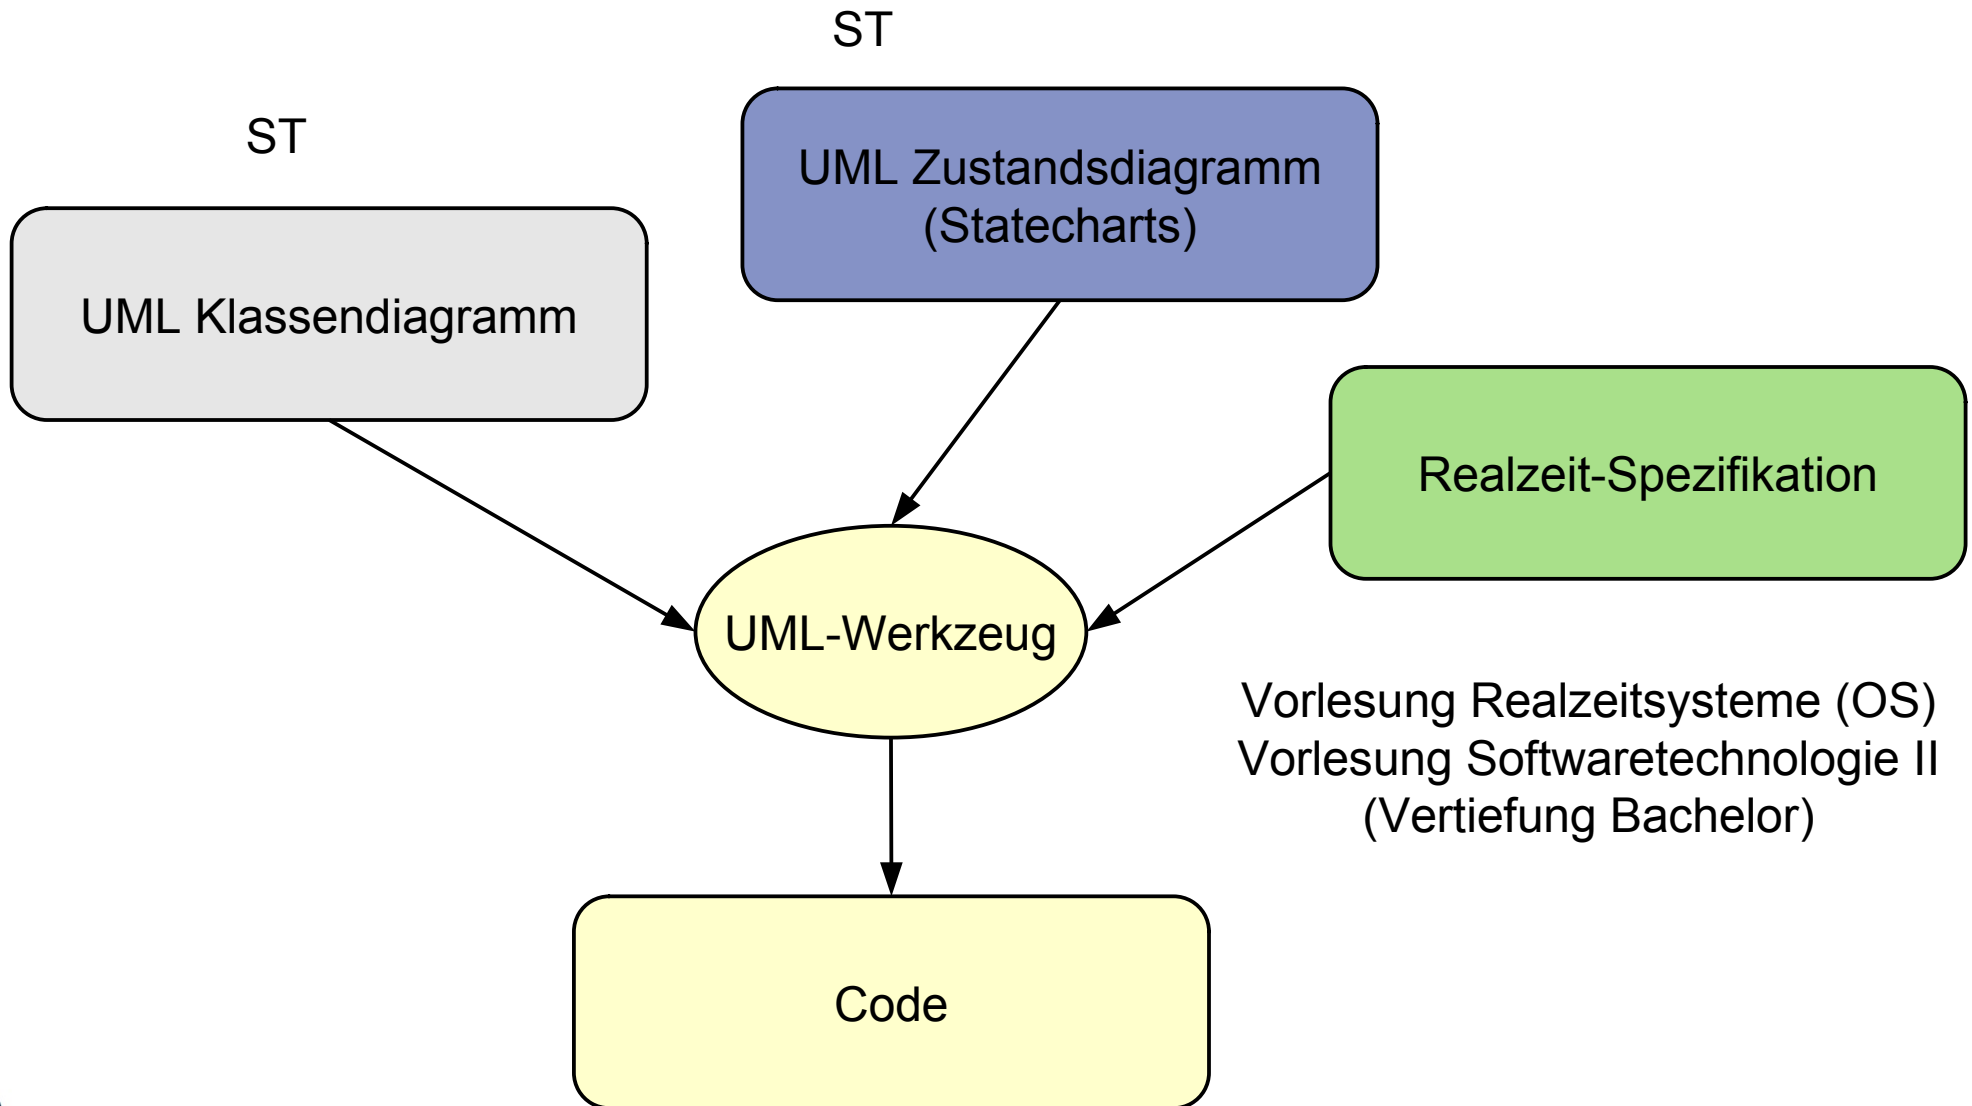 ST
ST
UML Zustandsdiagramm
(Statecharts)
UML Klassendiagramm
Realzeit-Spezifikation
UML-Werkzeug
Vorlesung Realzeitsysteme (OS)
Vorlesung Softwaretechnologie II
(Vertiefung Bachelor)
Code